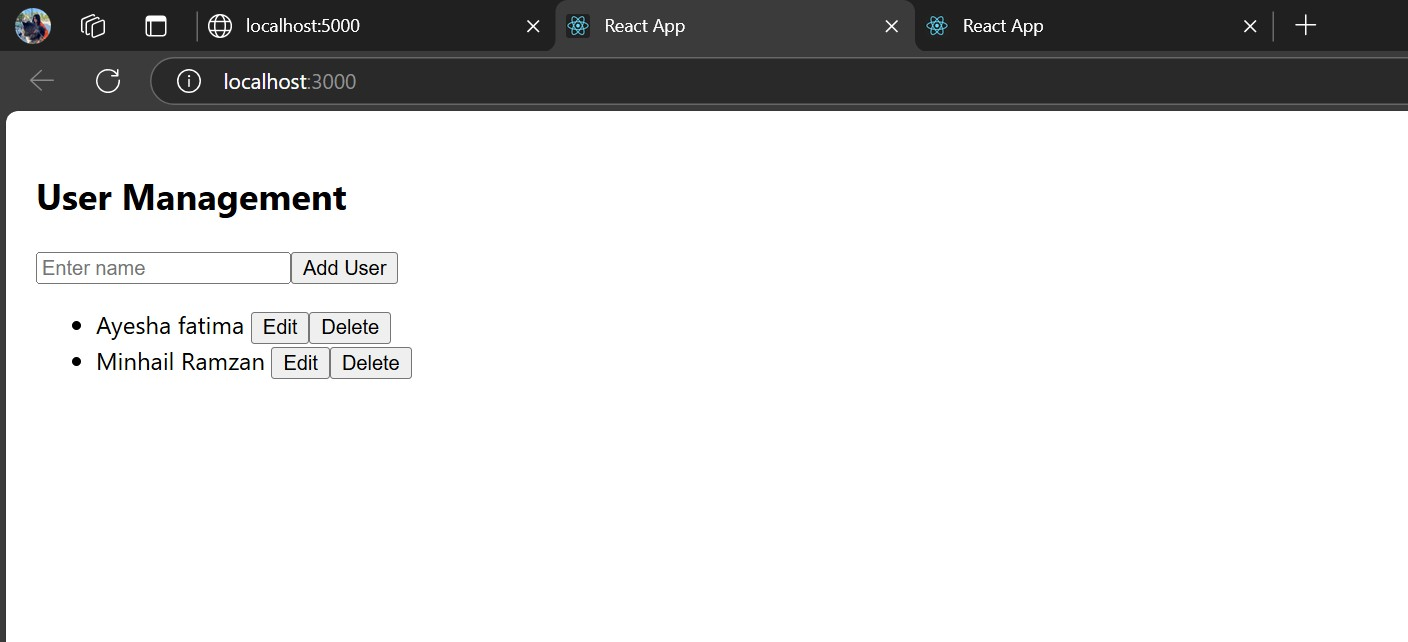 localhost:5000 React App React App
localhost:3000
User Management
Enter name Add User
Ayesha fatima Edit Delete
Minhail Ramzan Edit Delete